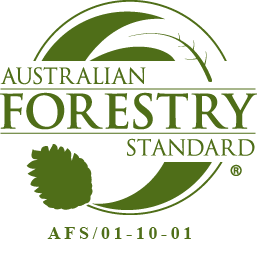 AUSTRALIAN
FORESTRY
STANDARD
®
AFS/01-10-01